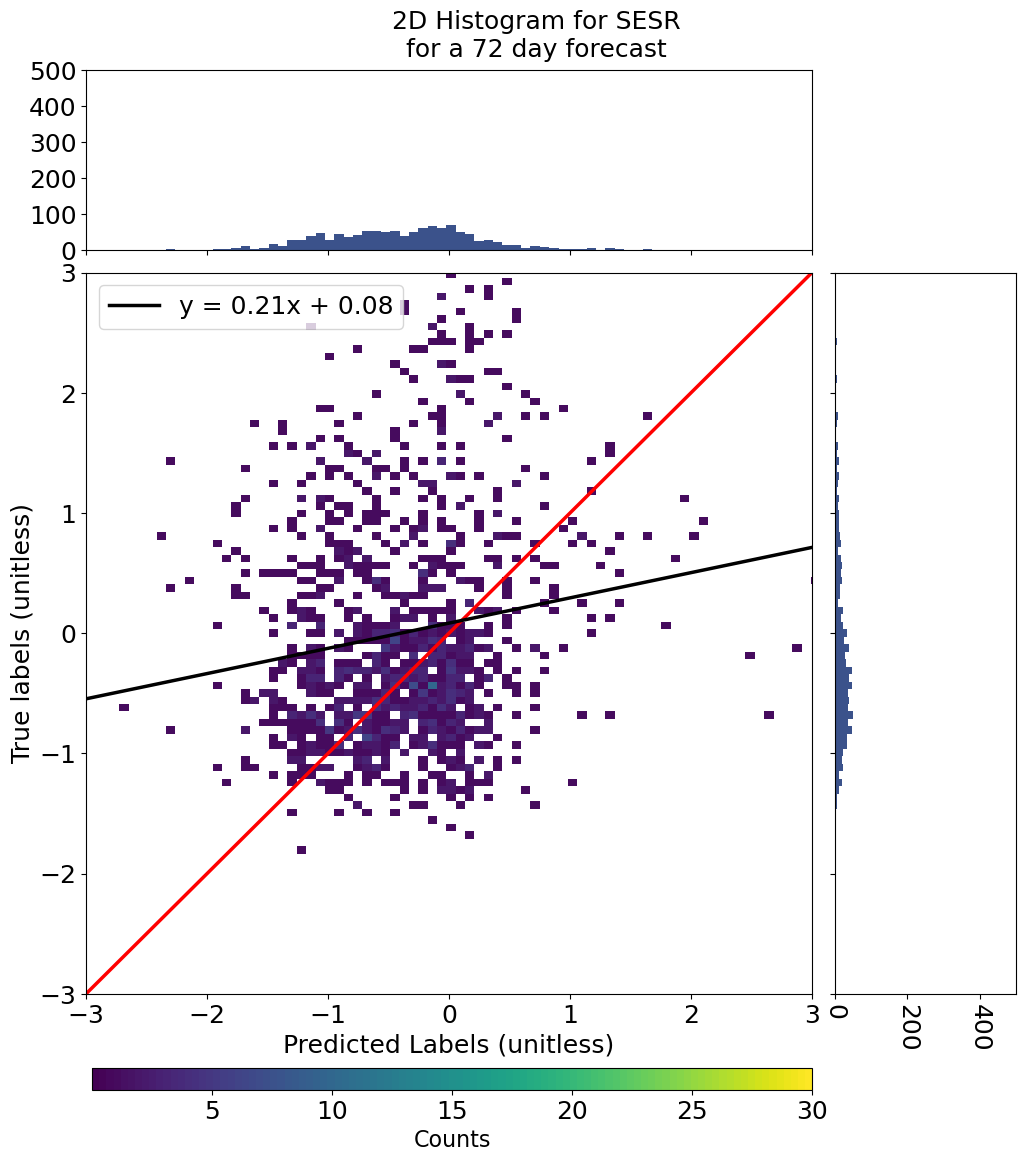 2D Histogram for SESR
for a 72 day forecast
500
400
300
200
100
0
3
2
1
0
−1
−2
−3
True labels (unitless)
y = 0.21x + 0.08
−3 −2 −1 0 1 2 3
Predicted Labels (unitless)
0 200 400
5 10 15 20 25 30
Counts